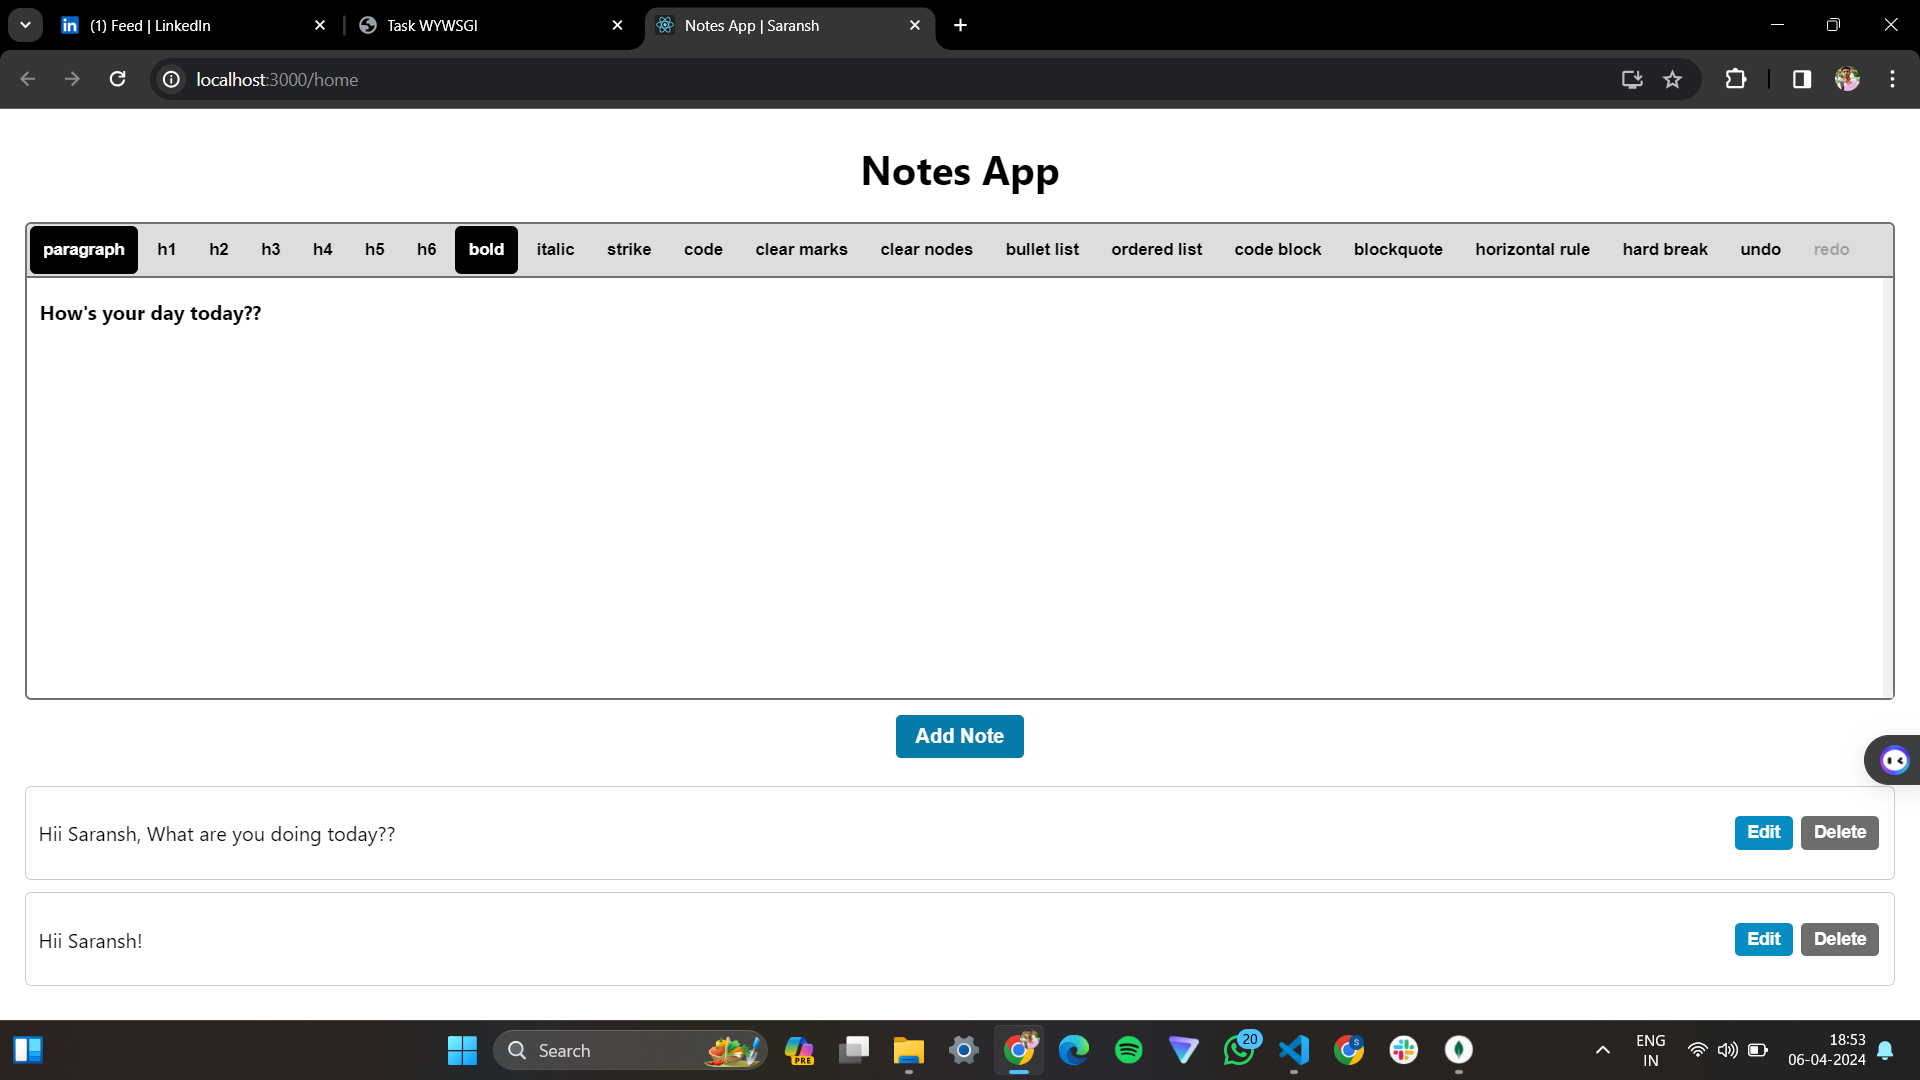 (1) Feed | LinkedIn
Task WYWSGI
Notes App | Saransh
localhost:3000/home
Notes App
paragraph h1 h2 h3 h4 h5 h6 bold italic strike code clear marks clear nodes bullet list ordered list code block blockquote horizontal rule hard break undo redo
How's your day today??
Add Note
Hii Saransh, What are you doing today??
Edit Delete
Hii Saransh!
Edit Delete
Search
PRE
20
S
ENG
IN
18:53
06-04-2024